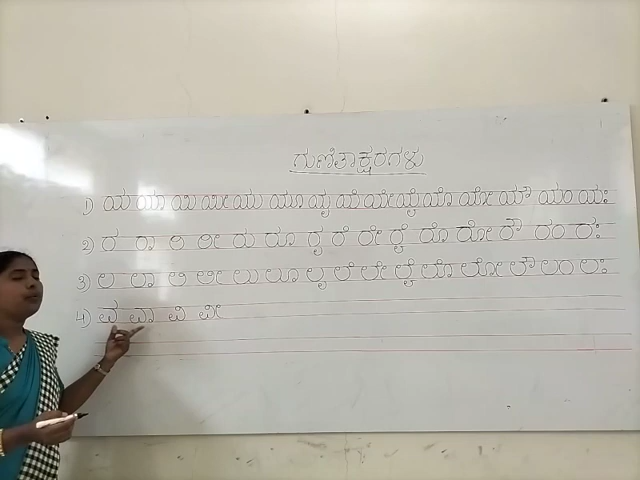 ಗುಣಿತಾಕ್ಷರಗಳು
1) ಯ ಯಾ ಯಿ ಯೀ ಯು ಯೂ ಯೃ ಯೆ ಯೇ ಯೈ ಯೊ ಯೋ ಯೌ ಯಂ ಯಃ
2) ರ ರಾ ರಿ ರೀ ರು ರೂ ರೃ ರೆ ರೇ ರೈ ರೊ ರೋ ರೌ ರಂ ರಃ
3) ಲ ಲಾ ಲಿ ಲೀ ಲು ಲೂ ಲೃ ಲೆ ಲೇ ಲೈ ಲೊ ಲೋ ಲೌ ಲಂ ಲಃ
4) ವ ವಾ ವಿ ವೀ